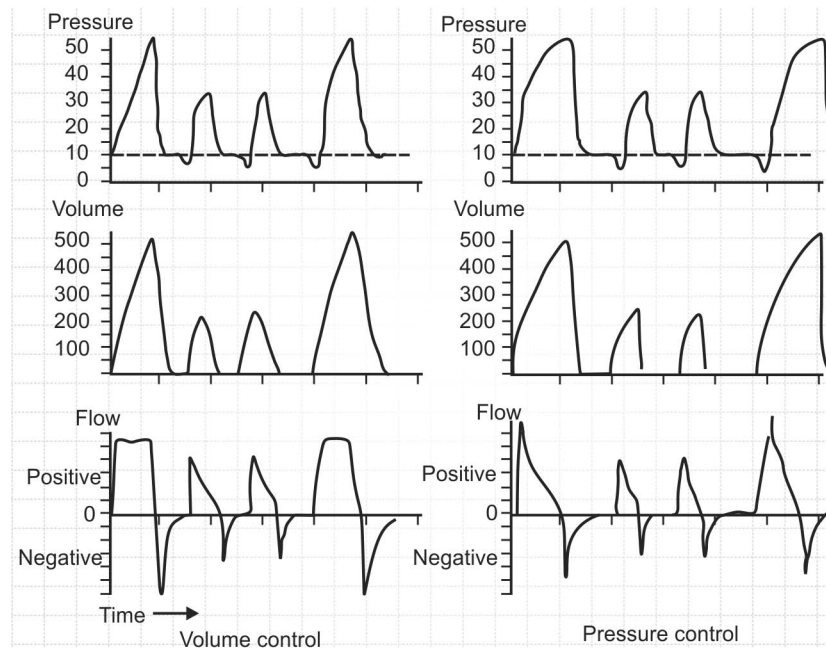 Pressure
50
40
30
20
10
0
Volume
500
400
300
200
100
Flow
Positive
0
Negative
Time
Volume control
Pressure
50
40
30
20
10
0
Volume
500
400
300
200
100
Flow
Positive
0
Negative
Pressure control